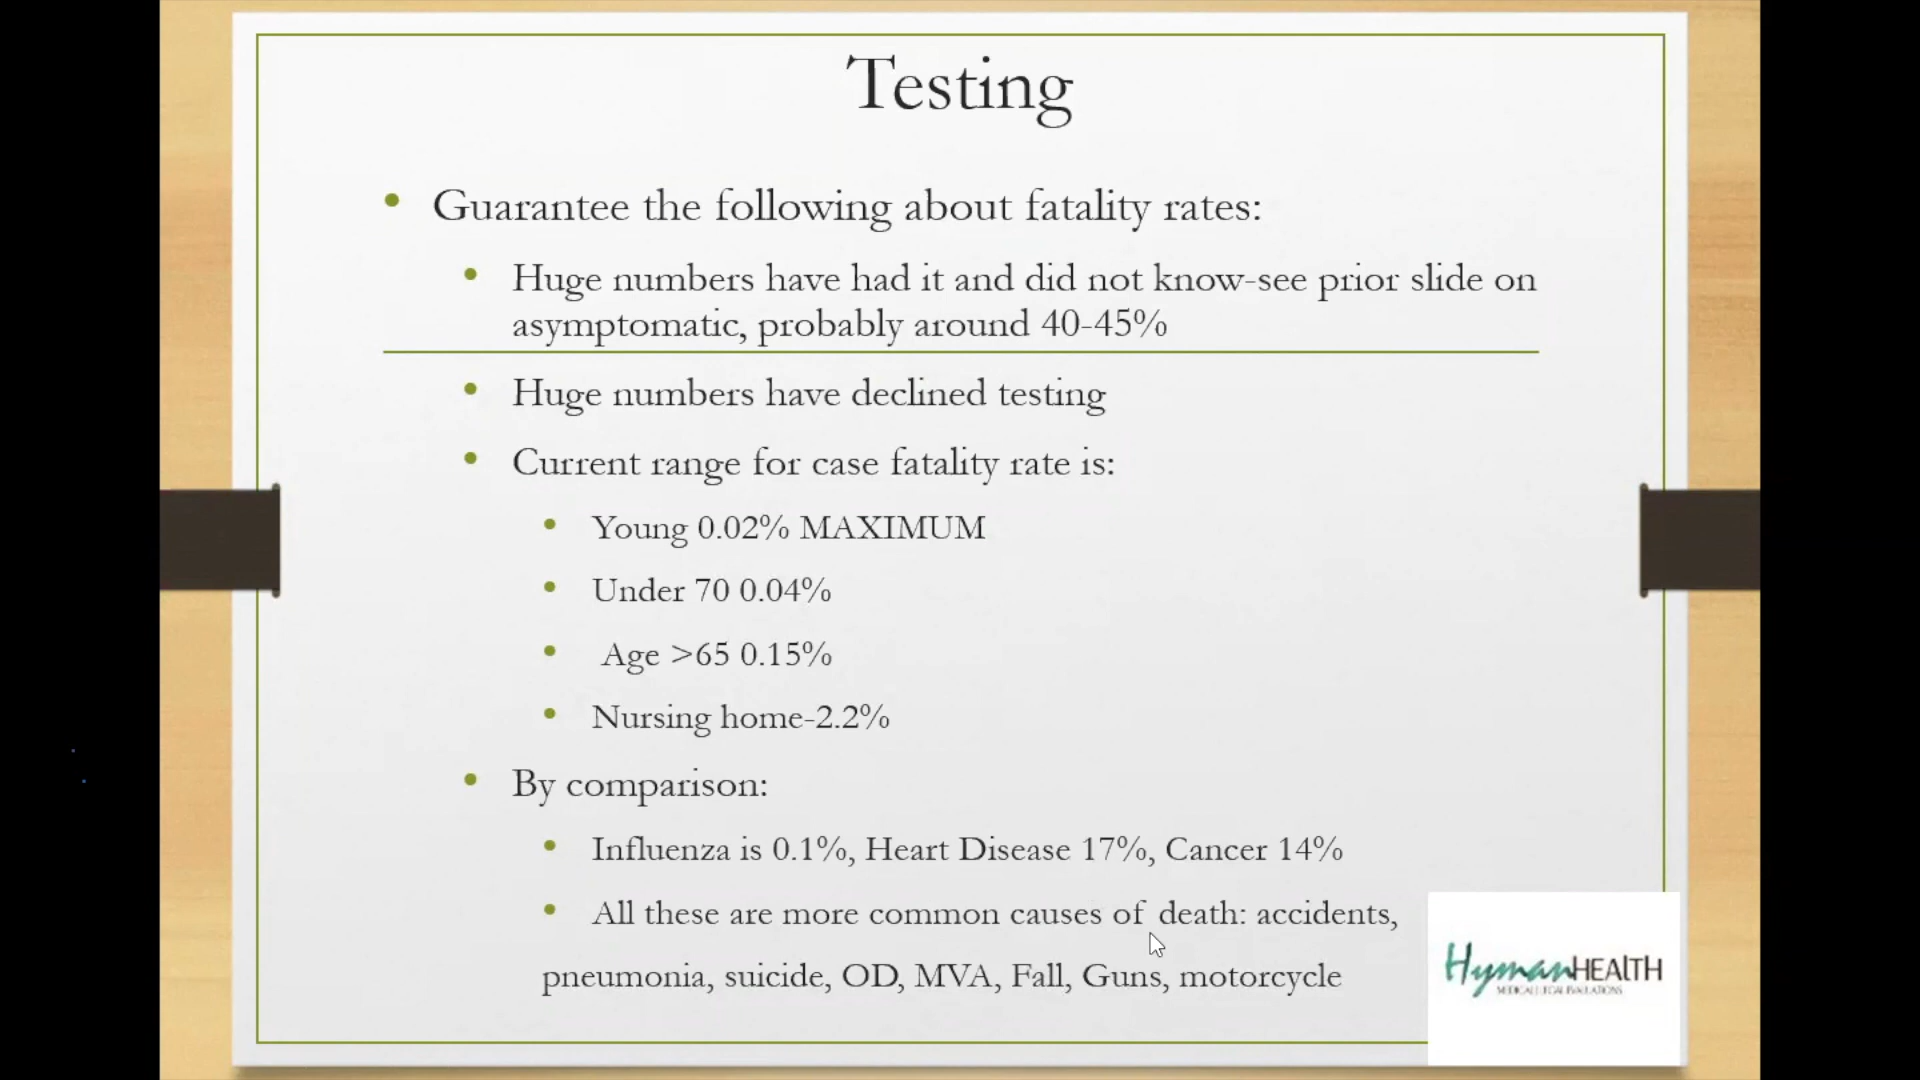 Testing
• Guarantee the following about fatality rates:
• Huge numbers have had it and did not know-see prior slide on
asymptomatic, probably around 40-45%
• Huge numbers have declined testing
• Current range for case fatality rate is:
• Young 0.02% MAXIMUM
• Under 70 0.04%
• Age >65 0.15%
• Nursing home-2.2%
• By comparison:
• Influenza is 0.1%, Heart Disease 17%, Cancer 14%
• All these are more common causes of death: accidents,
pneumonia, suicide, OD, MVA, Fall, Guns, motorcycle
HymanHEALTH
MEDICAL LEGAL EVALUATIONS